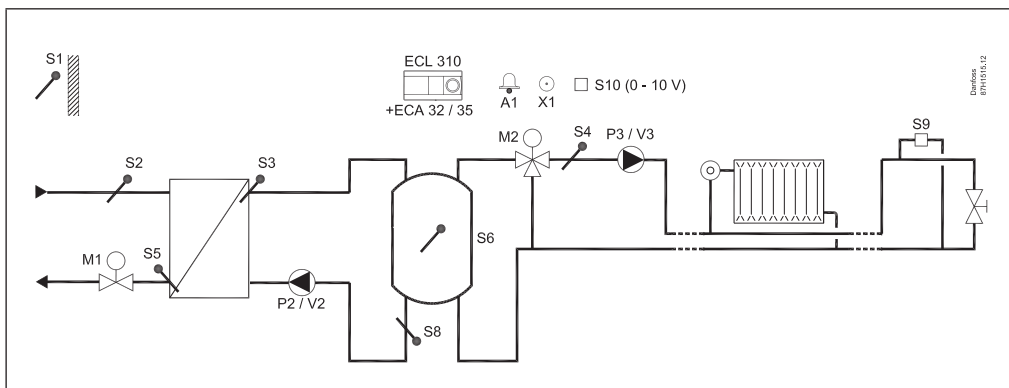 S1
ECL 310
+ECA 32 / 35
A1
X1
S10 (0 - 10 V)
Danfoss
87H1515.12
S2
S3
M2
S4
P3 / V3
S9
S6
M1
S5
P2 / V2
S8